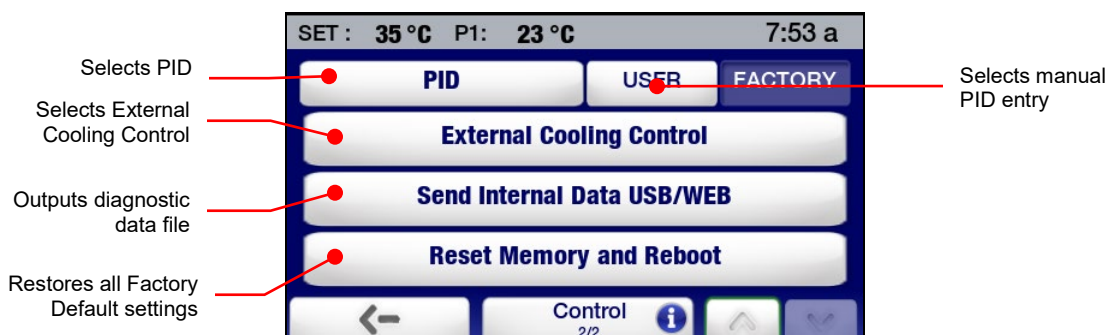 SET : 35 °C P1: 23 °C 7:53 a
Selects PID
PID USER FACTORY
Selects manual
PID entry
Selects External
Cooling Control
External Cooling Control
Outputs diagnostic
data file
Send Internal Data USB/WEB
Restores all Factory
Default settings
Reset Memory and Reboot
Control
2/2